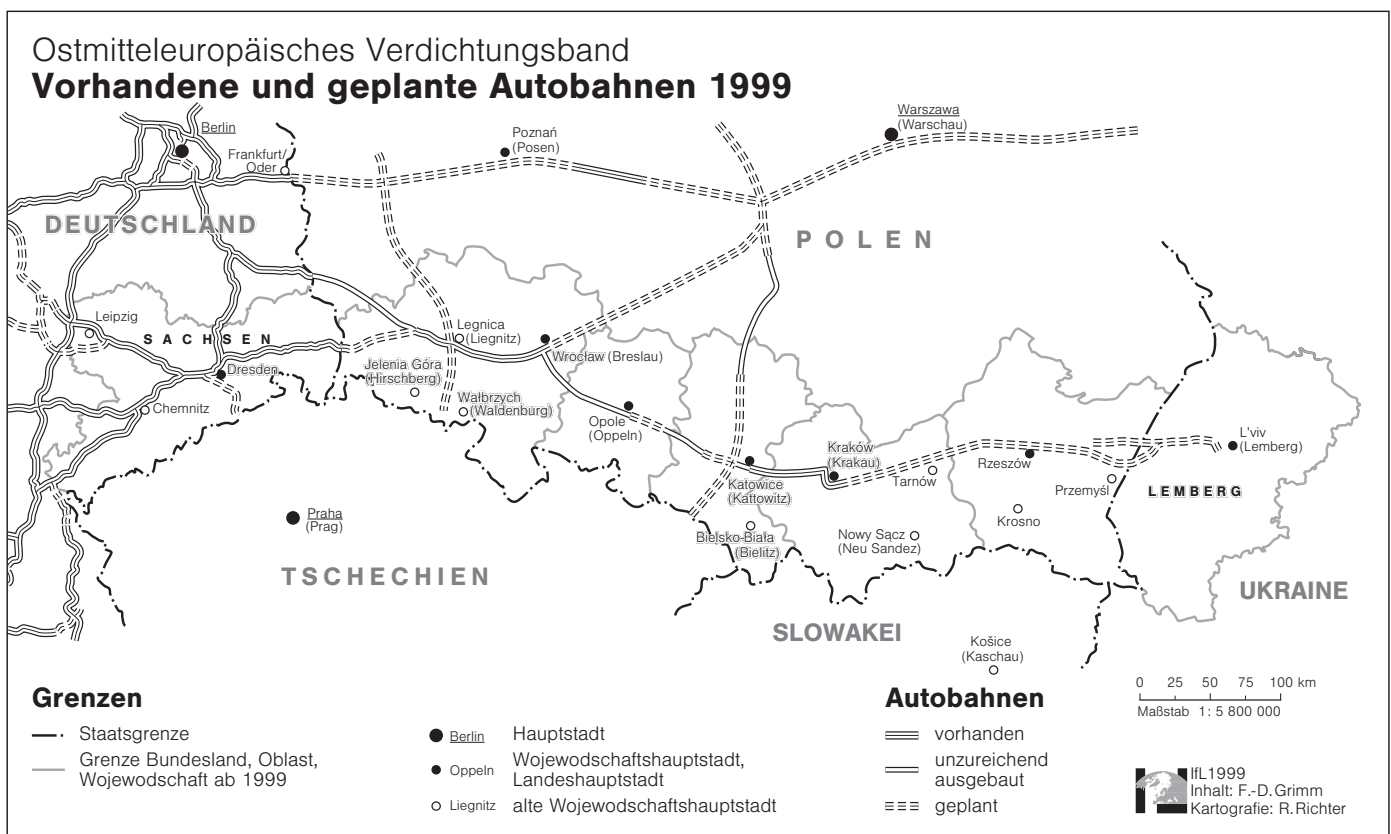 Ostmitteleuropäisches Verdichtungsband
Vorhandene und geplante Autobahnen 1999
Berlin
Frankfurt/
Oder
Poznań
(Posen)
Warszawa
(Warschau)
DEUTSCHLAND
POLEN
Leipzig
SACHSEN
Dresden
Chemnitz
Legnica
(Liegnitz)
Jelenia Góra
(Hirschberg)
Wałbrzych
(Waldenburg)
Wrocław (Breslau)
Opole
(Oppeln)
Katowice
(Kattowitz)
Kraków
(Krakau)
Bielsko-Biała
(Bielitz)
Tarnów
Nowy Sącz
(Neu Sandez)
Rzeszów
Krosno
Przemyśl
L'viv
(Lemberg)
LEMBERG
Praha
(Prag)
TSCHECHIEN
SLOWAKEI
UKRAINE
Košice
(Kaschau)
Grenzen
Staatsgrenze
Grenze Bundesland, Oblast,
Wojewodschaft ab 1999
Berlin Hauptstadt
Oppeln Wojewodschaftshauptstadt,
Landeshauptstadt
Liegnitz alte Wojewodschaftshauptstadt
Autobahnen
vorhanden
unzureichend
ausgebaut
geplant
0 25 50 75 100 km
Maßstab 1: 5 800 000
IfL1999
Inhalt: F.-D. Grimm
Kartografie: R. Richter